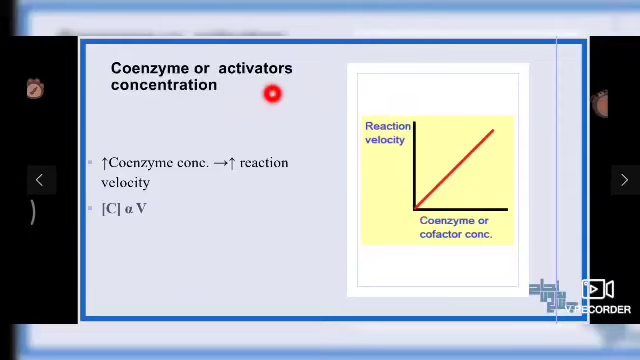 Coenzyme or activators
concentration
↑Coenzyme conc. →↑ reaction
velocity
[C] α V
Reaction
velocity
Coenzyme or
cofactor conc.
RECORDER